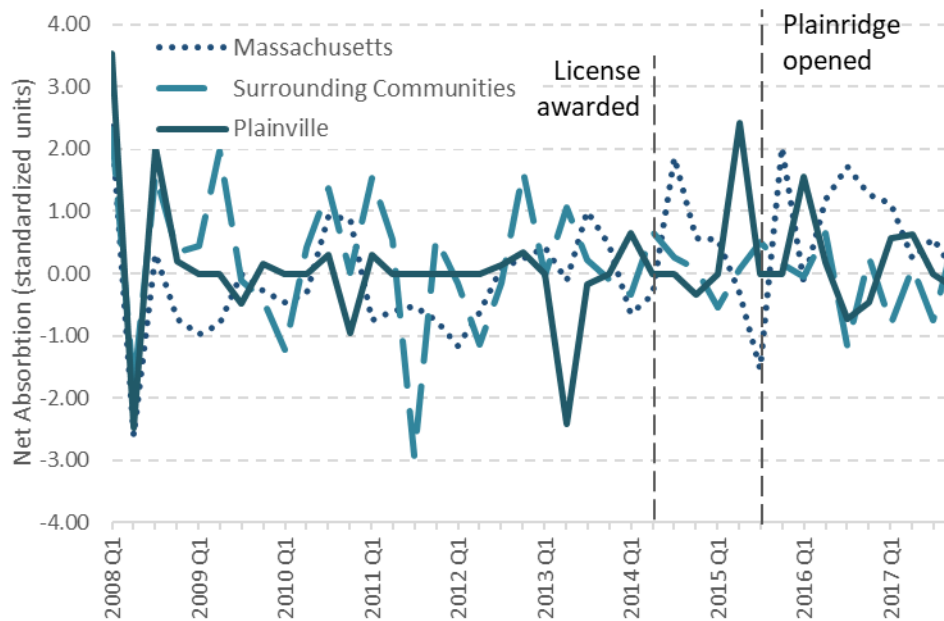 4.00
3.00
2.00
1.00
0.00
-1.00
-2.00
-3.00
-4.00
Net Absorbtion (standardized units)
Massachusetts
Surrounding Communities
Plainville
License
awarded
Plainridge
opened
2008 Q1
2009 Q1
2010 Q1
2011 Q1
2012 Q1
2013 Q1
2014 Q1
2015 Q1
2016 Q1
2017 Q1